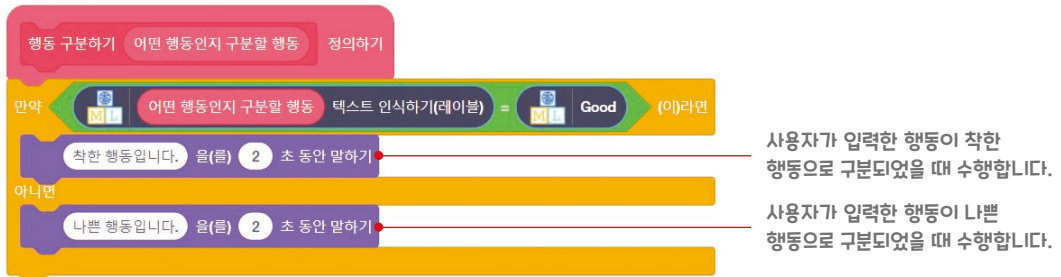 행동 구분하기 어떤 행동인지 구분할 행동 정의하기
만약 ML 어떤 행동인지 구분할 행동 텍스트 인식하기(레이블) = ML Good (이)라면
착한 행동입니다. 을(를) 2 초 동안 말하기
사용자가 입력한 행동이 착한
행동으로 구분되었을 때 수행합니다.
아니면
나쁜 행동입니다. 을(를) 2 초 동안 말하기
사용자가 입력한 행동이 나쁜
행동으로 구분되었을 때 수행합니다.